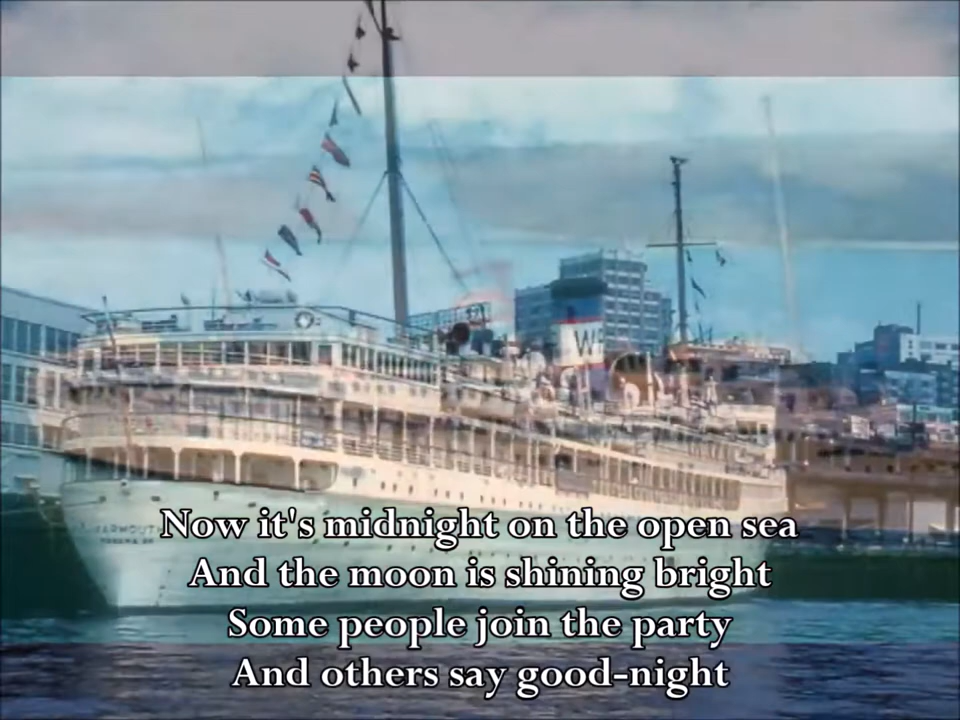 W
YARMOUTH
Now it's midnight on the open sea
And the moon is shining bright
Some people join the party
And others say good-night